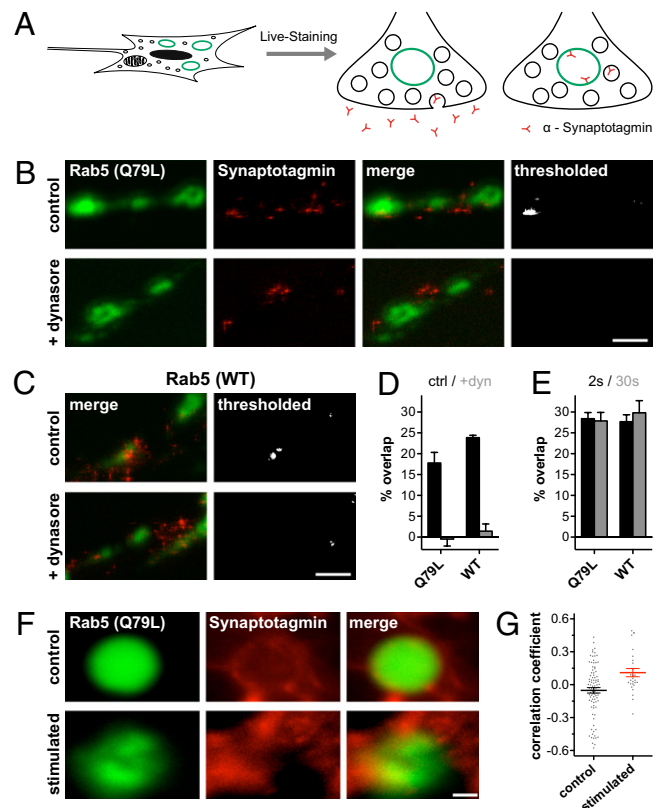 A
Live-Staining
α - Synaptotagmin
B
Rab5 (Q79L) Synaptotagmin merge thresholded
control
+ dynasore
C
Rab5 (WT)
merge thresholded
control
+ dynasore
D
ctrl / +dyn
% overlap
30
25
20
15
10
5
0
Q79L WT
E
2s / 30s
% overlap
30
25
20
15
10
5
0
Q79L WT
F
Rab5 (Q79L) Synaptotagmin merge
control
stimulated
G
correlation coefficient
0.6
0.3
0.0
-0.3
-0.6
control stimulated